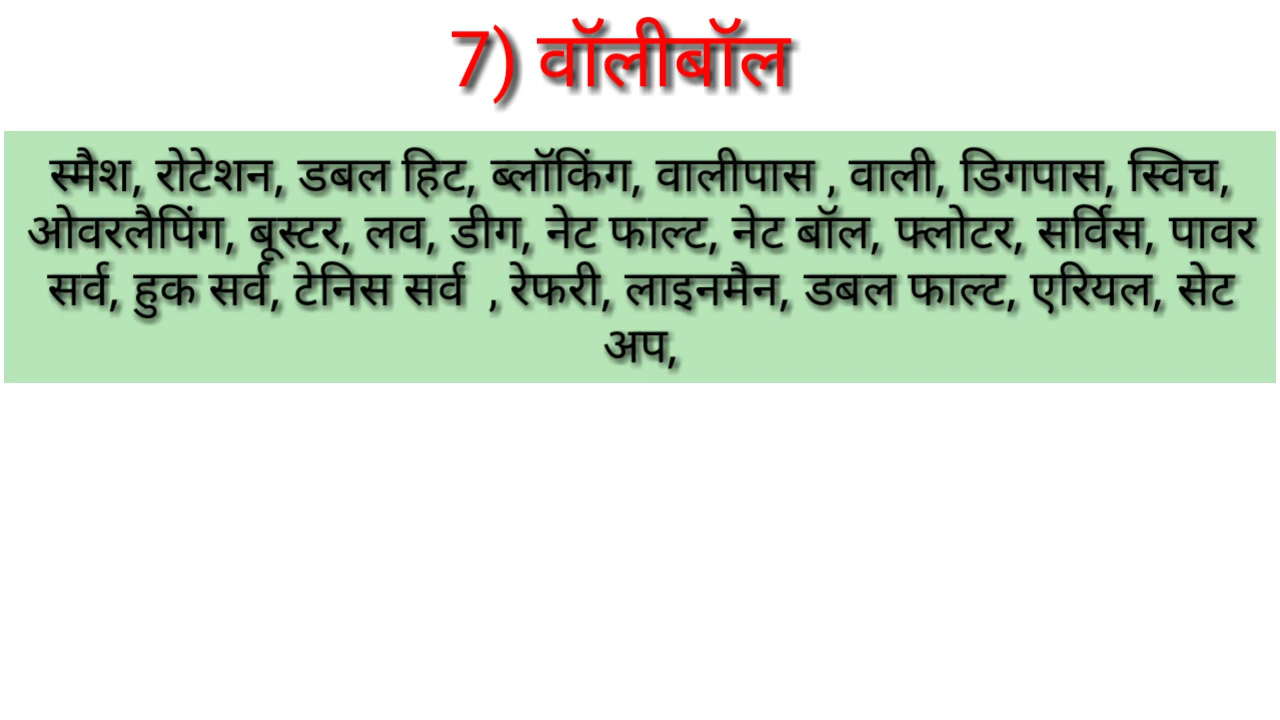 7) वॉलीबॉल
स्मैश, रोटेशन, डबल हिट, ब्लॉकिंग, वालीपास , वाली, डिगपास, स्विच,
ओवरलैपिंग, बूस्टर, लव, डीग, नेट फाल्ट, नेट बॉल, फ्लोटर, सर्विस, पावर
सर्व, हुक सर्व, टेनिस सर्व  , रेफरी, लाइनमैन, डबल फाल्ट, एरियल, सेट
अप,